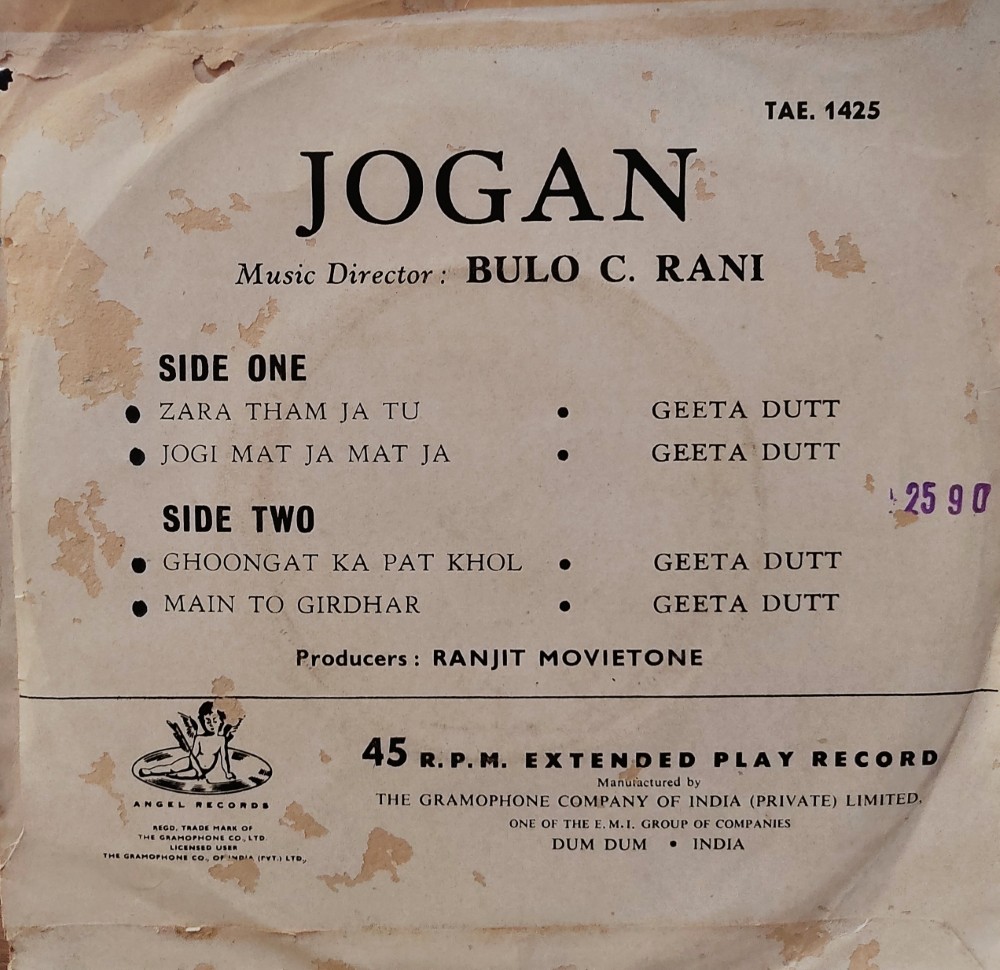 TAE. 1425
JOGAN
Music Director : BULO C. RANI
SIDE ONE
• ZARA THAM JA TU • GEETA DUTT
• JOGI MAT JA MAT JA • GEETA DUTT
2590
SIDE TWO
• GHOONGAT KA PAT KHOL • GEETA DUTT
• MAIN TO GIRDHAR • GEETA DUTT
Producers : RANJIT MOVIETONE
45 R.P.M. EXTENDED PLAY RECORD
Manufactured by
THE GRAMOPHONE COMPANY OF INDIA (PRIVATE) LIMITED,
ONE OF THE E.M.I. GROUP OF COMPANIES
DUM DUM • INDIA
ANGEL RECORDS
REGD. TRADE MARK OF
THE GRAMOPHONE CO., LTD.
LICENSED USER
THE GRAMOPHONE CO., OF INDIA (PVT.) LTD.,